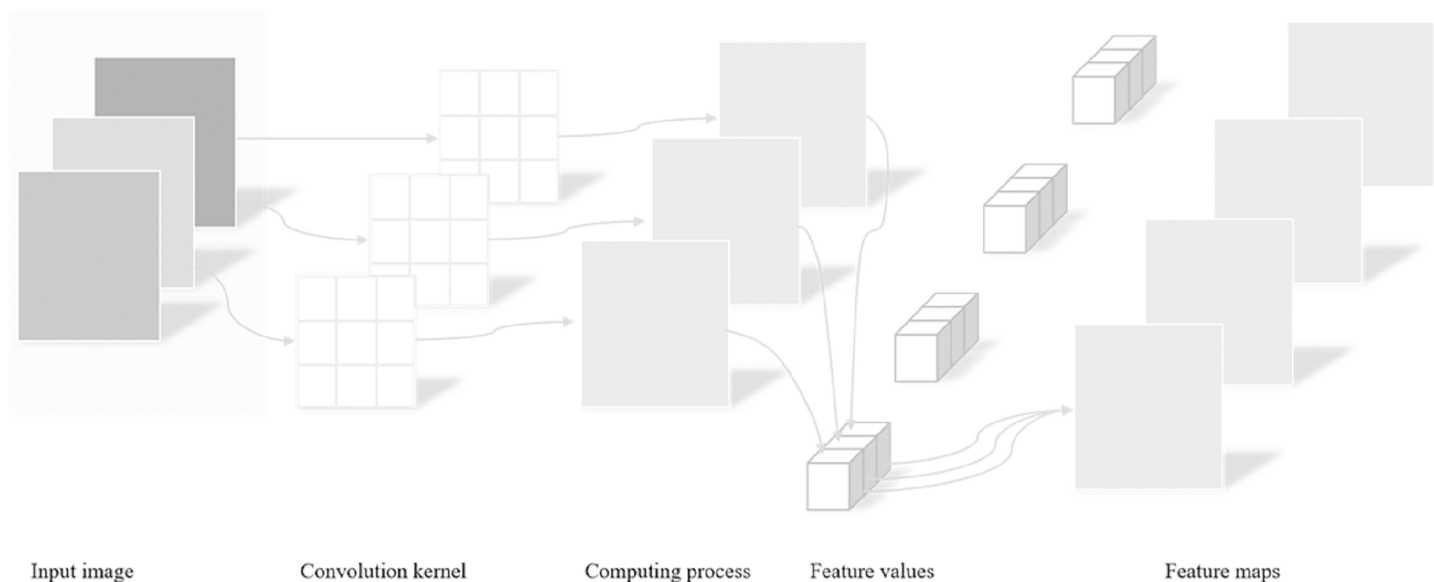 Input image
Convolution kernel
Computing process
Feature values
Feature maps